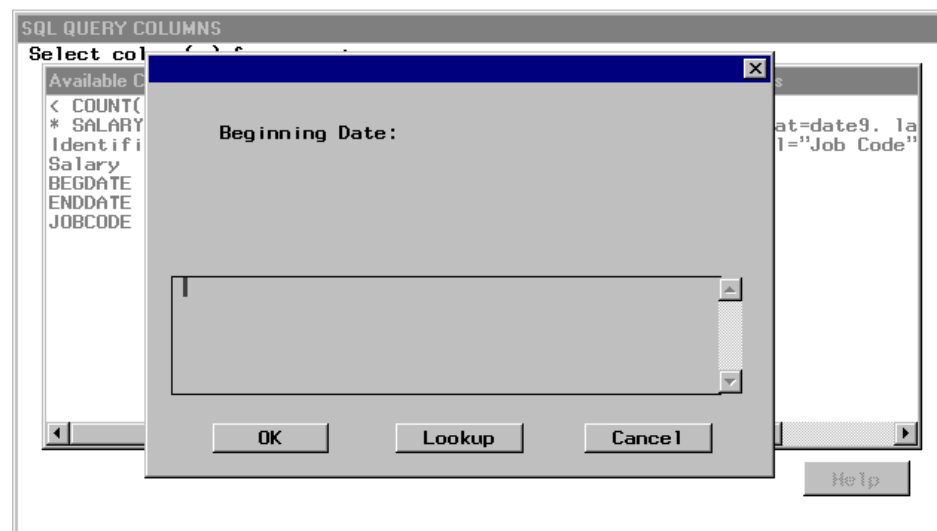 SQL QUERY COLUMNS
Select col
Available C
s
< COUNT(
* SALARY
at=date9. la
Identifi
l="Job Code"
Salary
BEGDATE
ENDDATE
JOBCODE
Beginning Date:
OK
Lookup
Cancel
Help